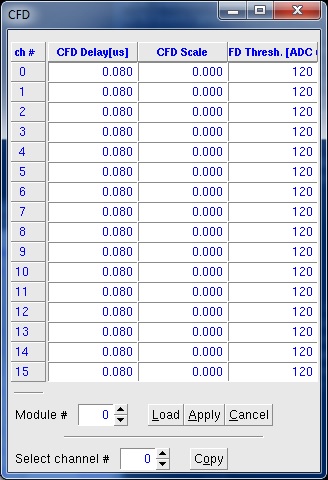 CFD
ch # CFD Delay[us] CFD Scale FD Thresh. [ADC
0 0.080 0.000 120
1 0.080 0.000 120
2 0.080 0.000 120
3 0.080 0.000 120
4 0.080 0.000 120
5 0.080 0.000 120
6 0.080 0.000 120
7 0.080 0.000 120
8 0.080 0.000 120
9 0.080 0.000 120
10 0.080 0.000 120
11 0.080 0.000 120
12 0.080 0.000 120
13 0.080 0.000 120
14 0.080 0.000 120
15 0.080 0.000 120
Module # 0 Load Apply Cancel
Select channel # 0 Copy